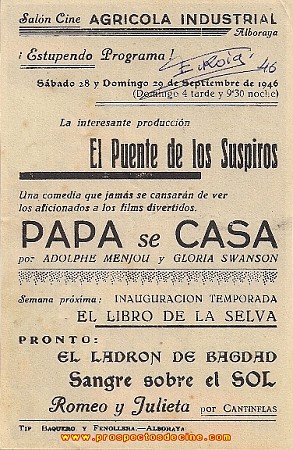 Salón Cine AGRICOLA INDUSTRIAL
Alboraya
¡Estupendo Programa!
E. Roig 46
Sábado 28 y Domingo 29 de Septiembre de 1946
(Domingo 4 tarde y 9'30 noche)
La interesante producción
El Puente de los Suspiros
Una comedia que jamás se cansarán de ver
los aficionados a los films divertidos.
PAPA se CASA
por ADOLPHE MENJOU y GLORIA SWANSON
Semana próxima: INAUGURACION TEMPORADA
EL LIBRO DE LA SELVA
PRONTO:
EL LADRON DE BAGDAD
Sangre sobre el SOL
Romeo y Julieta por CANTINFLAS
TIP BAQUERO Y FENOLLERA.—ALBORAYA
www.prospectosdecine.com